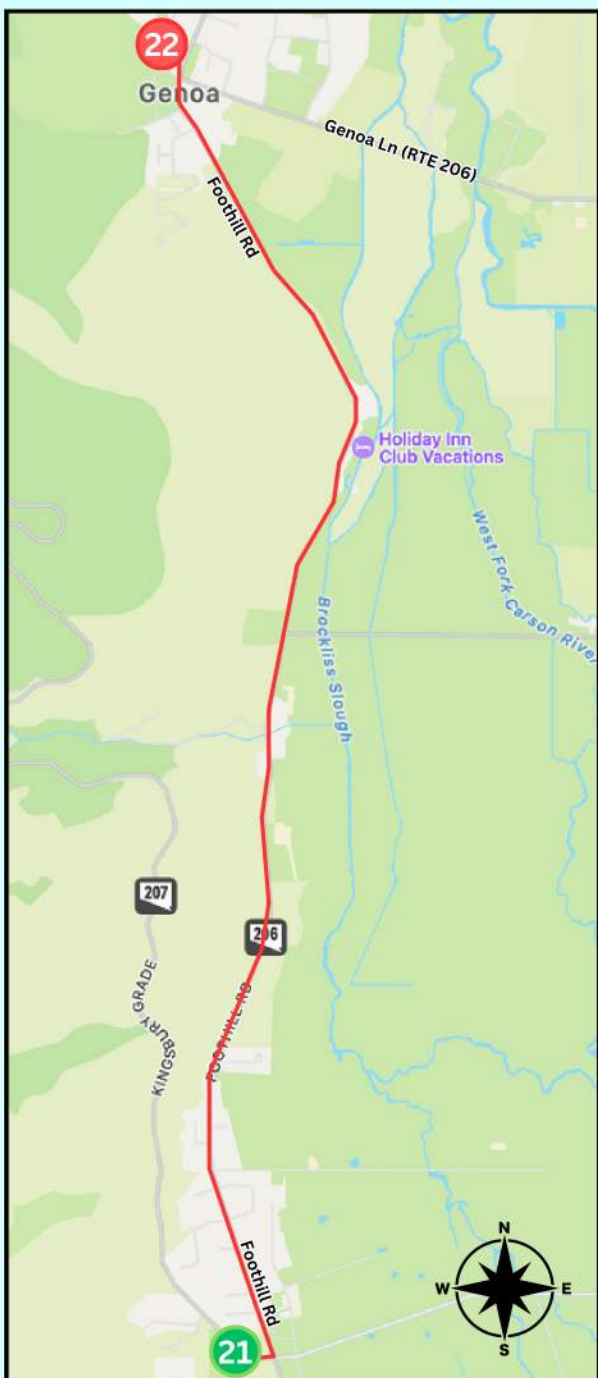 22
Genoa
Genoa Ln (RTE 206)
Foothill Rd
Holiday Inn
Club Vacations
West Fork Carson River
Brockliss Slough
207
206
KINGSBURY GRADE
FOOTHILL RD
Foothill Rd
21
N
W
E
S